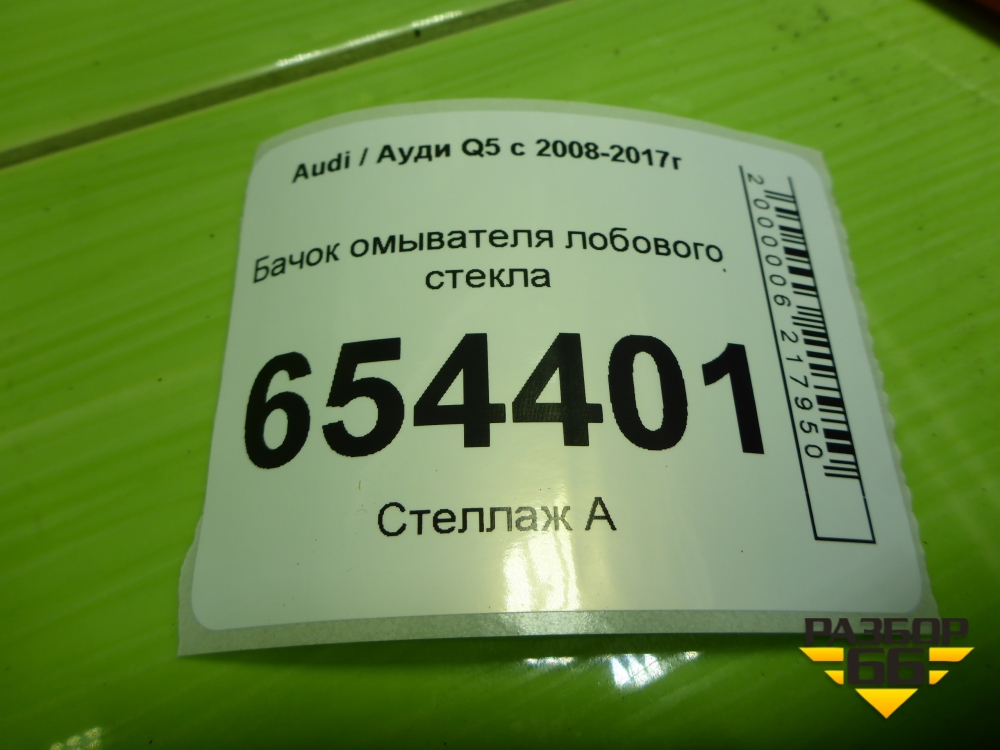 Audi / Ауди Q5 с 2008-2017г
Бачок омывателя лобового
стекла
654401
Стеллаж А
2000006217950
РАЗБОР
66